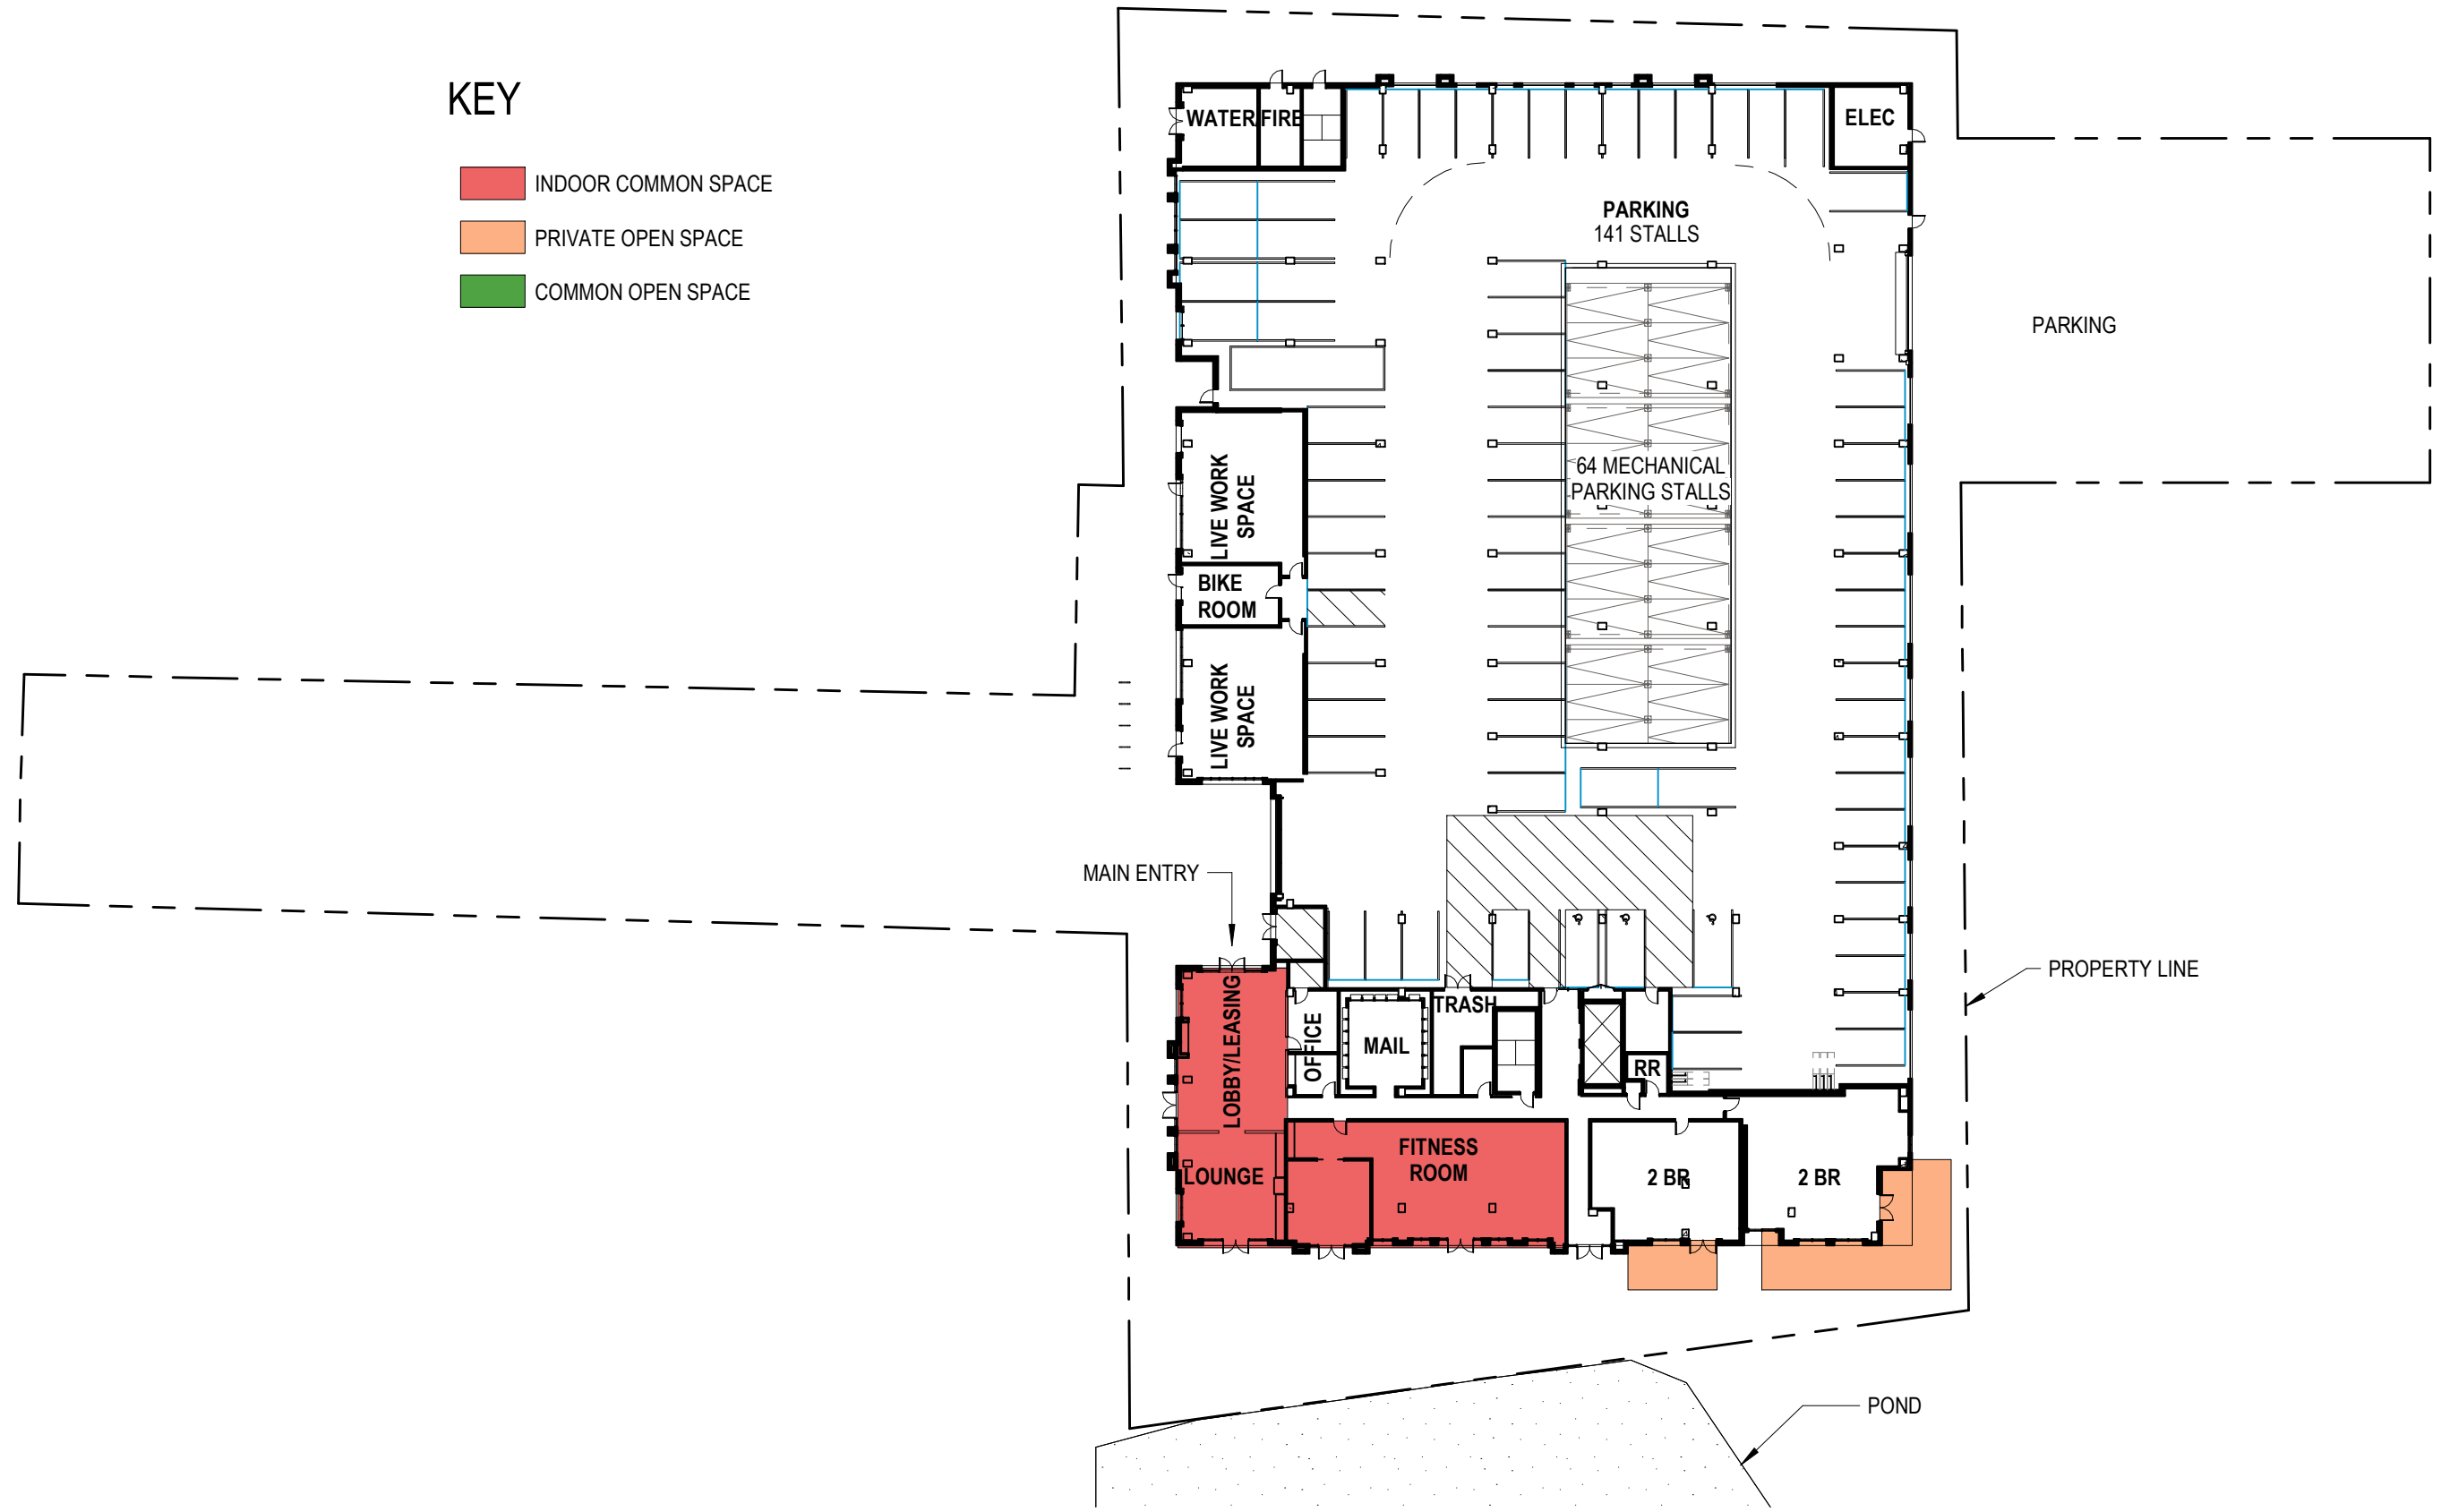 KEY
INDOOR COMMON SPACE
PRIVATE OPEN SPACE
COMMON OPEN SPACE
WATER
FIRE
ELEC
PARKING
141 STALLS
PARKING
64 MECHANICAL
PARKING STALLS
LIVE WORK
SPACE
BIKE
ROOM
LIVE WORK
SPACE
MAIN ENTRY
PROPERTY LINE
LOBBY/LEASING
OFFICE
MAIL
TRASH
RR
LOUNGE
FITNESS
ROOM
2 BR
2 BR
POND